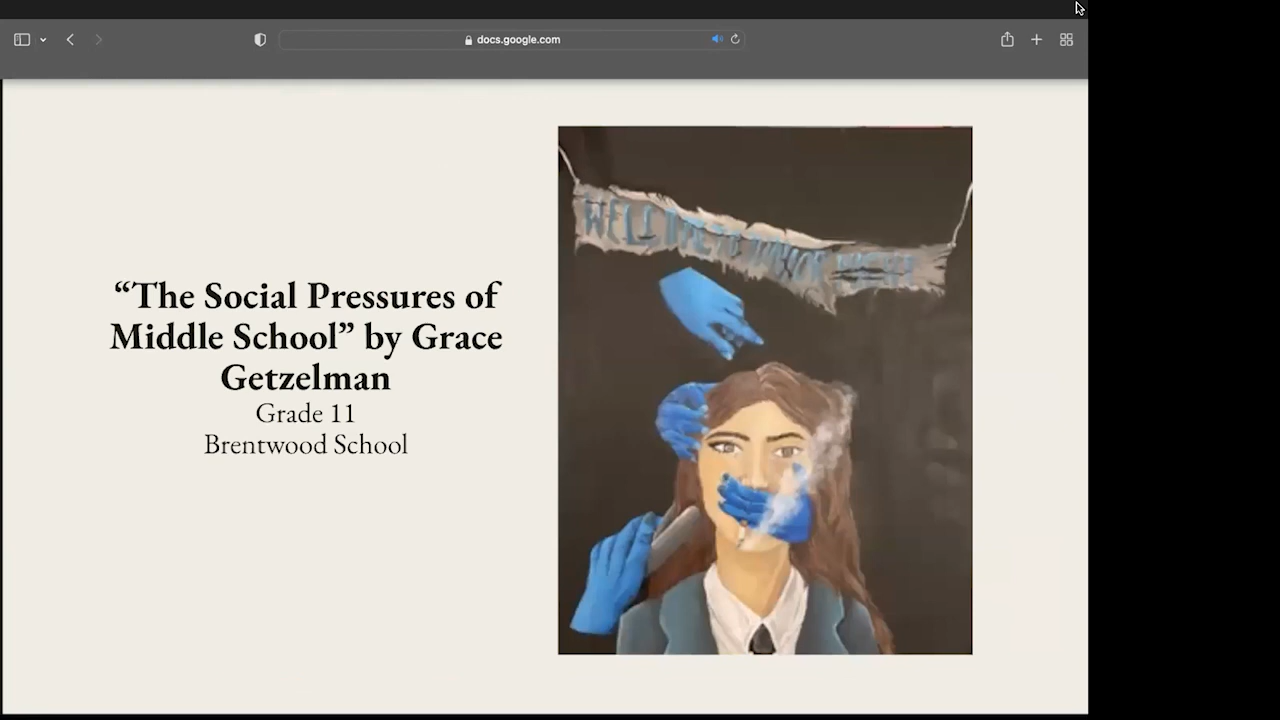 docs.google.com
“The Social Pressures of
Middle School” by Grace
Getzelman
Grade 11
Brentwood School